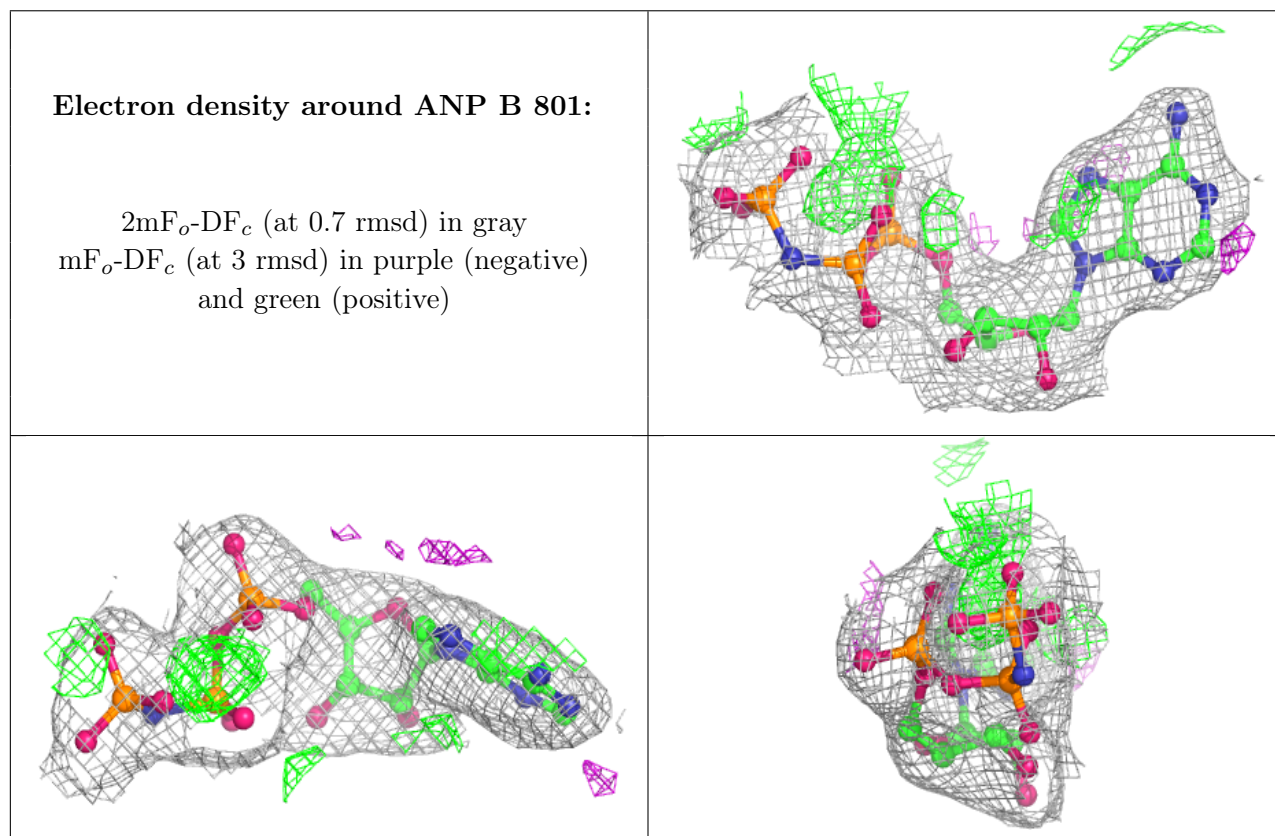 Electron density around ANP B 801:
2mFₒ-DF𝒸 (at 0.7 rmsd) in gray
mFₒ-DF𝒸 (at 3 rmsd) in purple (negative)
and green (positive)